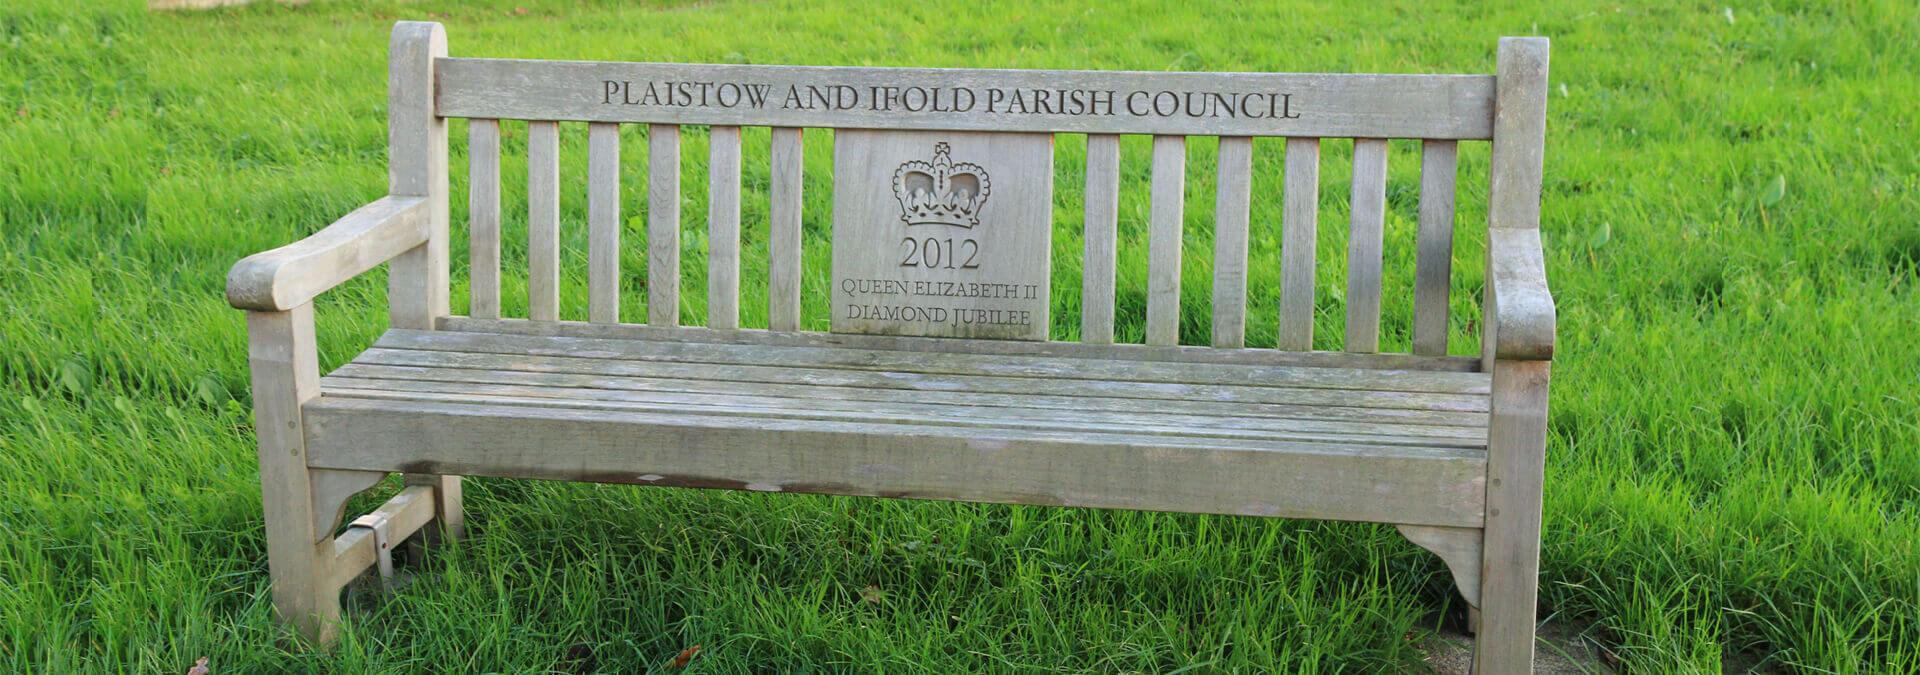 PLAISTOW AND IFOLD PARISH COUNCIL
2012
QUEEN ELIZABETH II
DIAMOND JUBILEE